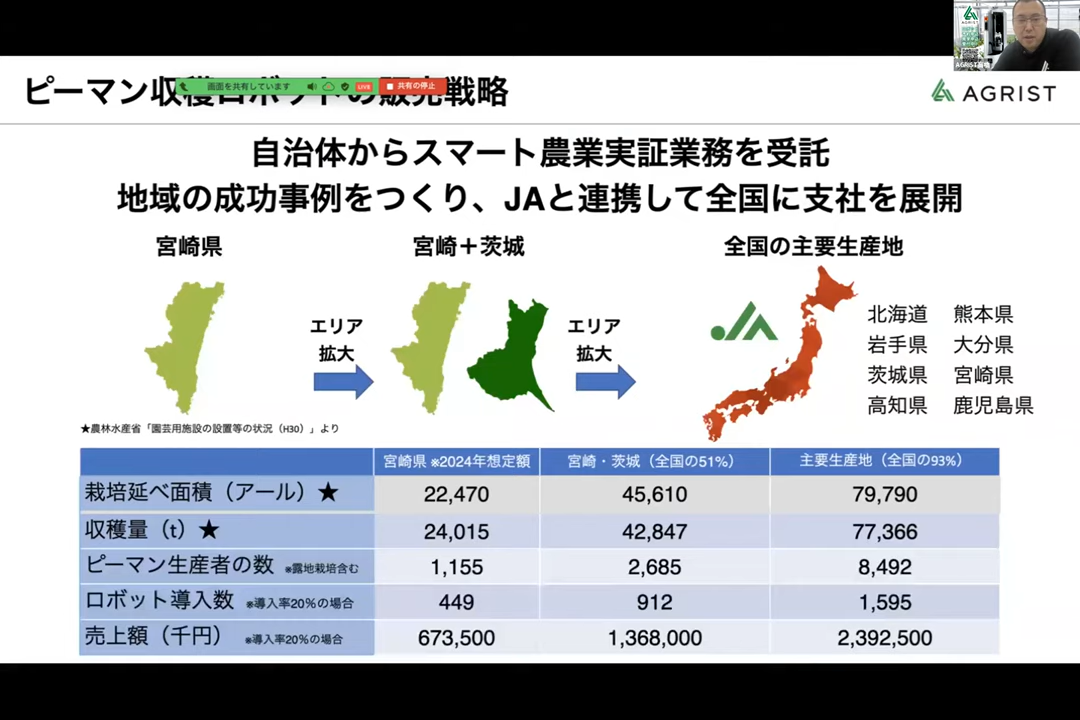 AGRIST
画面を共有しています
LIVE
共有の停止
ピーマン収穫ロボットの販売戦略
AGRIST
自治体からスマート農業実証業務を受託
地域の成功事例をつくり、JAと連携して全国に支社を展開
宮崎県
宮崎＋茨城
全国の主要生産地
エリア
拡大
エリア
拡大
北海道 熊本県
岩手県 大分県
茨城県 宮崎県
高知県 鹿児島県
★農林水産省「園芸用施設の設置等の状況（H30）」より
宮崎県 ※2024年想定額 宮崎・茨城（全国の51%） 主要生産地（全国の93%）
栽培延べ面積（アール）★ 22,470 45,610 79,790
収穫量（t）★ 24,015 42,847 77,366
ピーマン生産者の数 ※露地栽培含む 1,155 2,685 8,492
ロボット導入数 ※導入率20%の場合 449 912 1,595
売上額（千円） ※導入率20%の場合 673,500 1,368,000 2,392,500